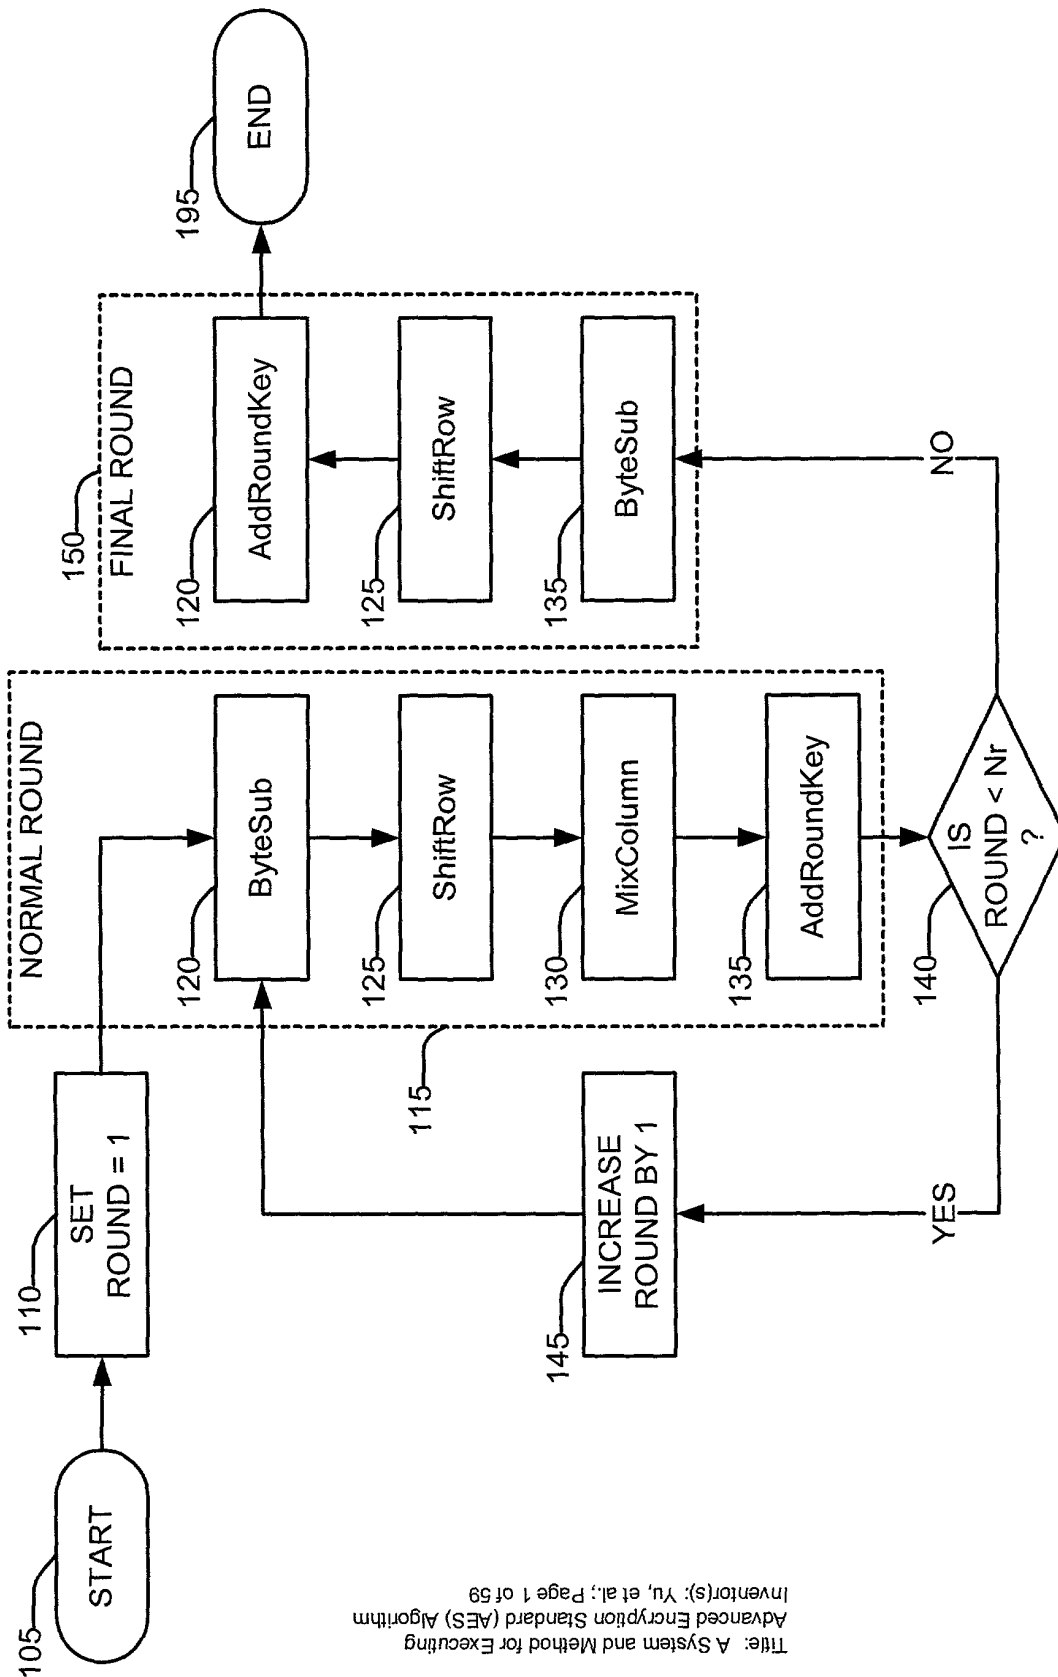 105
START
110
SET
ROUND = 1
115
NORMAL ROUND
120
ByteSub
125
ShiftRow
130
MixColumn
135
AddRoundKey
140
IS
ROUND < Nr
?
YES
145
INCREASE
ROUND BY 1
NO
150
FINAL ROUND
135
ByteSub
125
ShiftRow
120
AddRoundKey
195
END
Title: A System and Method for Executing
Advanced Encryption Standard (AES) Algorithm
Inventor(s): Yu, et al.; Page 1 of 59